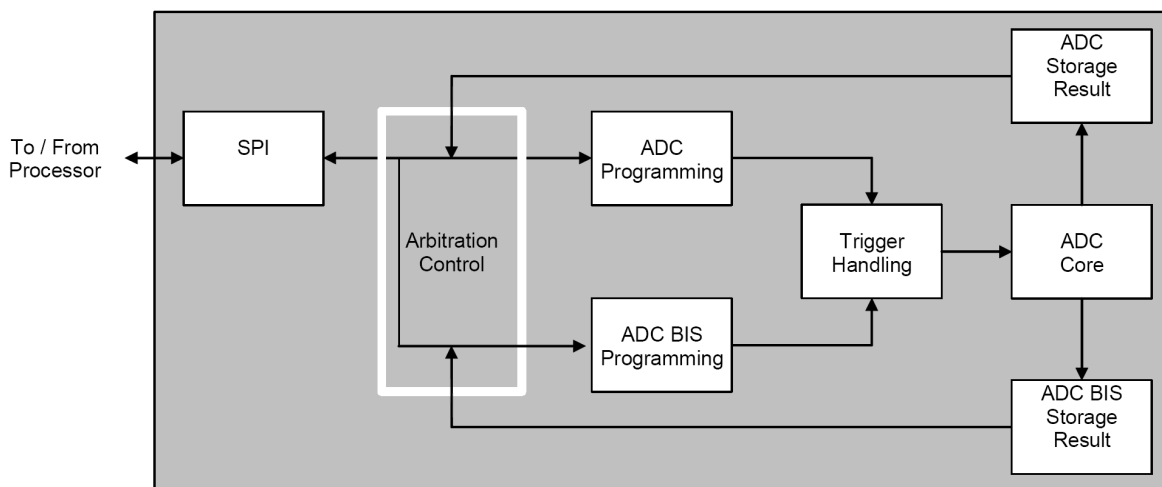 ADC
Storage
Result
To / From
Processor
SPI
ADC
Programming
Arbitration
Control
Trigger
Handling
ADC
Core
ADC BIS
Programming
ADC BIS
Storage
Result